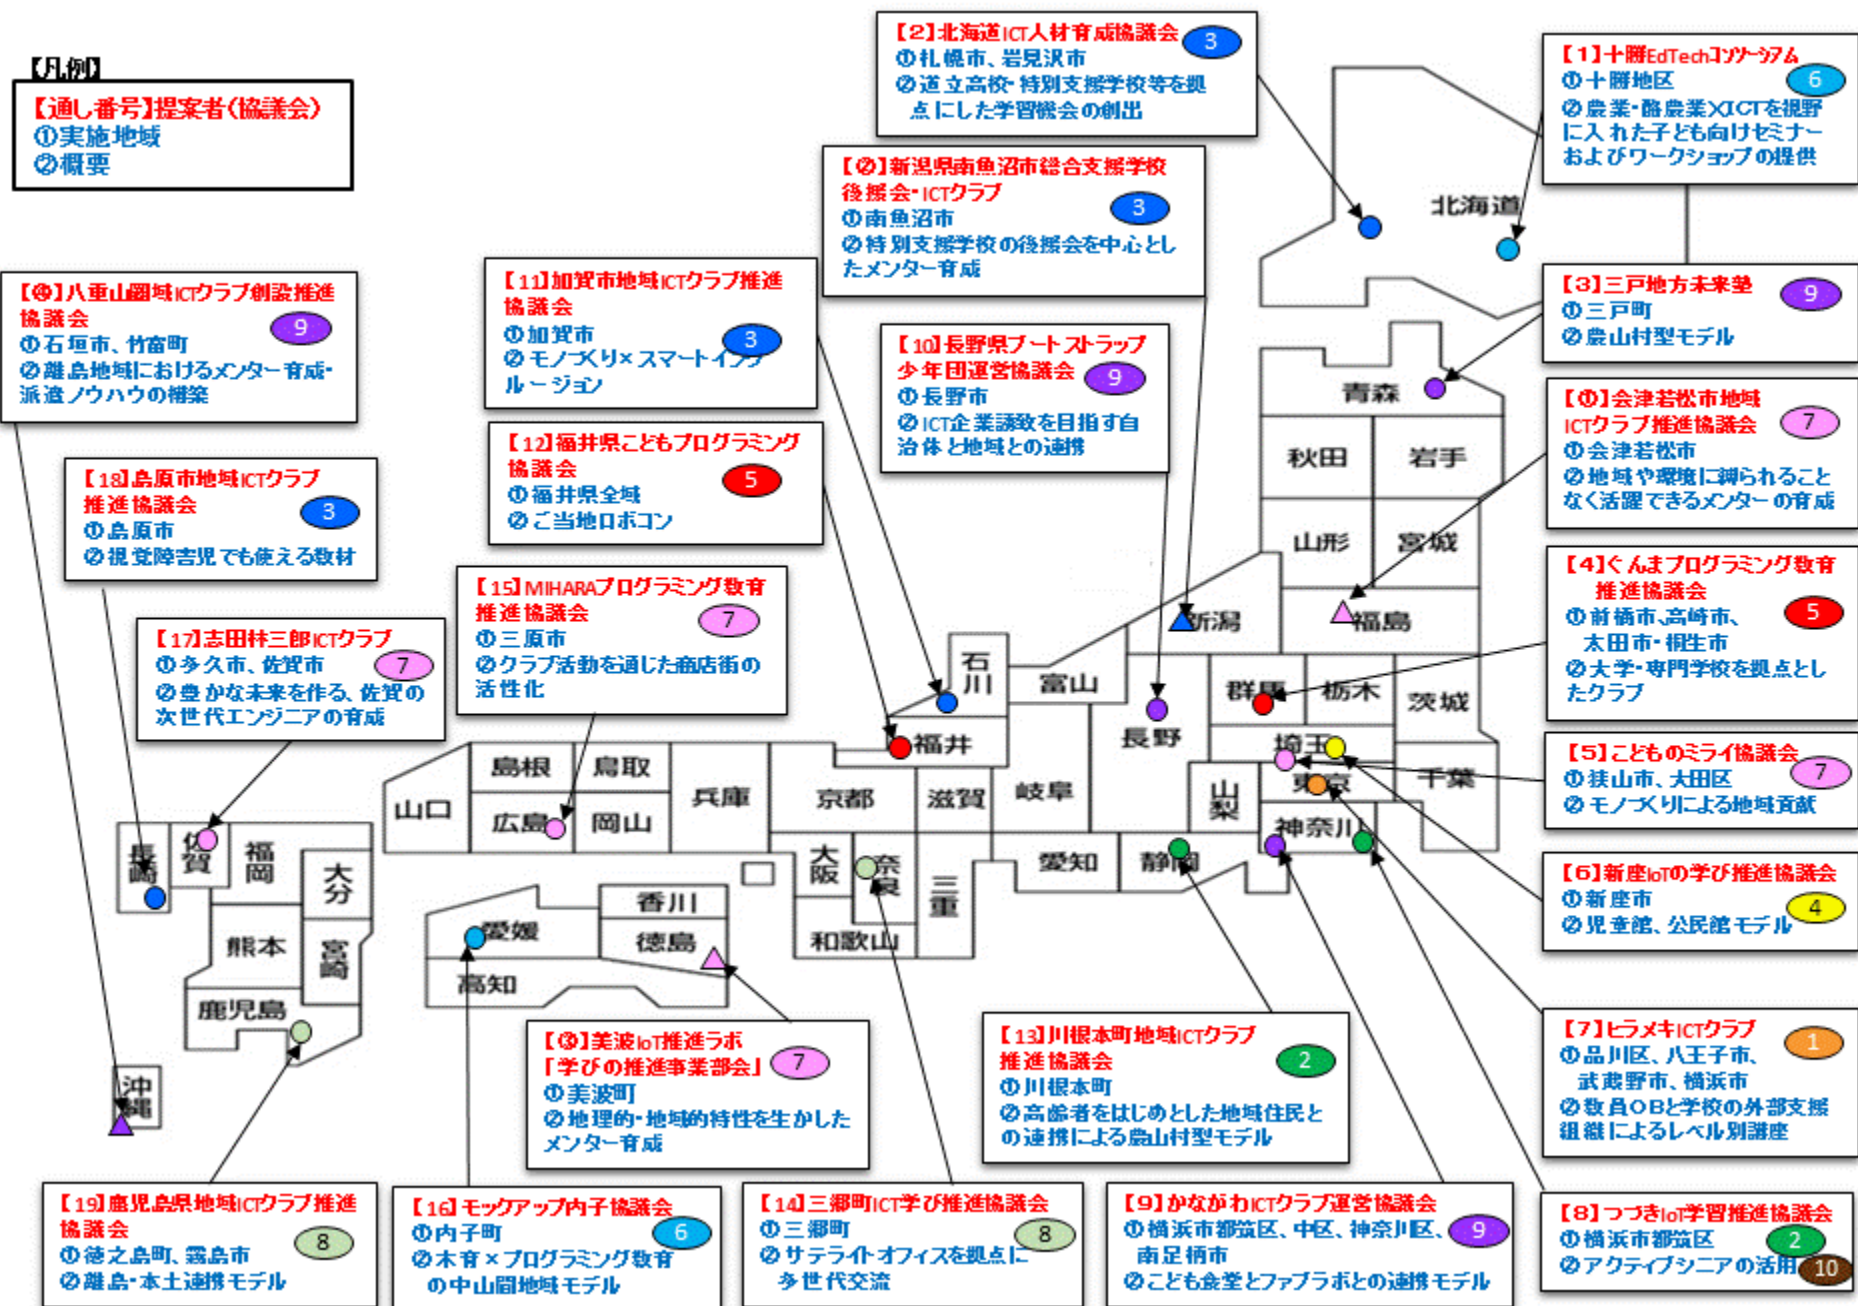 【凡例】
【通し番号】提案者(協議会)
①実施地域
②概要
【2】北海道ICT人材育成協議会
3
①札幌市、岩見沢市
②道立高校・特別支援学校等を拠
点にした学習機会の創出
【1】十勝EdTechコンソーシアム
6
①十勝地区
②農業・酪農業×ICTを視野
に入れた子ども向けセミナー
およびワークショップの提供
【②】新潟県南魚沼市総合支援学校
後援会・ICTクラブ
3
①南魚沼市
②特別支援学校の後援会を中心とし
たメンター育成
【④】八重山圏域ICTクラブ創設推進
協議会
9
①石垣市、竹富町
②離島地域におけるメンター育成・
派遣ノウハウの構築
【11】加賀市地域ICTクラブ推進
協議会
3
①加賀市
②モノづくり×スマートインク
ルージョン
【10】長野県ブートストラップ
少年団運営協議会
9
①長野市
②ICT企業誘致を目指す自
治体と地域との連携
【3】三戸地方未来塾
9
①三戸町
②農山村型モデル
【①】会津若松市地域
ICTクラブ推進協議会
7
①会津若松市
②地域や環境に縛られること
なく活躍できるメンターの育成
【12】福井県こどもプログラミング
協議会
5
①福井県全域
②ご当地ロボコン
【18】島原市地域ICTクラブ
推進協議会
3
①島原市
②視覚障害児でも使える教材
【15】MIHARAプログラミング教育
推進協議会
7
①三原市
②クラブ活動を通じた商店街の
活性化
【17】志田林三郎ICTクラブ
①多久市、佐賀市
7
②豊かな未来を作る、佐賀の
次世代エンジニアの育成
【4】ぐんまプログラミング教育
推進協議会
5
①前橋市、高崎市、
太田市・桐生市
②大学・専門学校を拠点とし
たクラブ
【5】こどものミライ協議会
7
①狭山市、大田区
②モノづくりによる地域貢献
【6】新座IoTの学び推進協議会
4
①新座市
②児童館、公民館モデル
【7】ヒラメキICTクラブ
1
①品川区、八王子市、
武蔵野市、横浜市
②教員OBと学校の外部支援
組織によるレベル別講座
【③】美波IoT推進ラボ
「学びの推進事業部会」
7
①美波町
②地理的・地域的特性を生かした
メンター育成
【13】川根本町地域ICTクラブ
推進協議会
2
①川根本町
②高齢者をはじめとした地域住民と
の連携による農山村型モデル
【19】鹿児島県地域ICTクラブ推進
協議会
8
①徳之島町、霧島市
②離島・本土連携モデル
【16】モックアップ内子協議会
6
①内子町
②木育×プログラミング教育
の中山間地域モデル
【14】三郷町ICT学び推進協議会
8
①三郷町
②サテライトオフィスを拠点に
多世代交流
【9】かながわICTクラブ運営協議会
①横浜市都筑区、中区、神奈川区、
南足柄市
9
②こども食堂とファブラボとの連携モデル
【8】つづきIoT学習推進協議会
①横浜市都筑区
2
②アクティブシニアの活用
10
北海道
青森
秋田
岩手
山形
宮城
新潟
福島
石川
富山
群馬
栃木
茨城
福井
長野
埼玉
東京
千葉
山梨
神奈川
岐阜
愛知
静岡
島根
鳥取
兵庫
京都
滋賀
山口
広島
岡山
大阪
奈良
三重
和歌山
香川
愛媛
徳島
高知
長崎
佐賀
福岡
大分
熊本
宮崎
鹿児島
沖縄